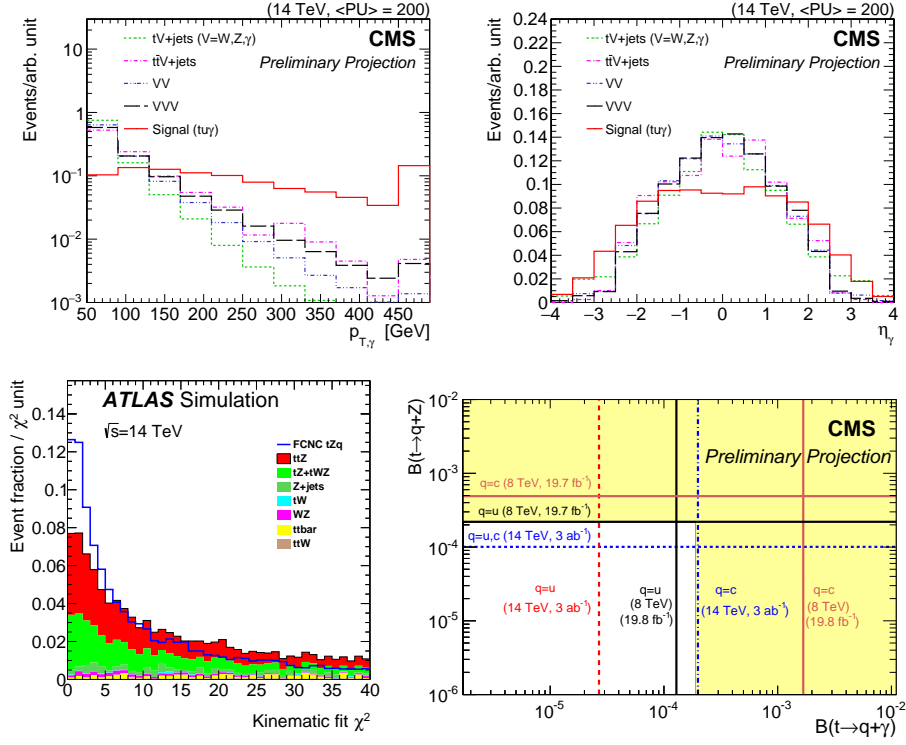 (14 TeV, <PU> = 200)
CMS
Preliminary Projection
tV+jets (V=W,Z,γ)
tt̄V+jets
VV
VVV
Signal (tuγ)
Events/arb. unit
10
1
10⁻¹
10⁻²
10⁻³
50 100 150 200 250 300 350 400 450
p_T,γ [GeV]
(14 TeV, <PU> = 200)
CMS
Preliminary Projection
tV+jets (V=W,Z,γ)
tt̄V+jets
VV
VVV
Signal (tuγ)
Events/arb. unit
0.24
0.22
0.2
0.18
0.16
0.14
0.12
0.1
0.08
0.06
0.04
0.02
0
−4 −3 −2 −1 0 1 2 3 4
η_γ
ATLAS Simulation
√s=14 TeV
FCNC tZq
ttZ
tZ+tWZ
Z+jets
tW
WZ
ttbar
ttW
Event fraction / χ² unit
0.14
0.12
0.1
0.08
0.06
0.04
0.02
0
0 5 10 15 20 25 30 35 40
Kinematic fit χ²
CMS
Preliminary Projection
B(t→q+Z)
10⁻²
10⁻³
10⁻⁴
10⁻⁵
10⁻⁶
q=c (8 TeV, 19.7 fb⁻¹)
q=u (8 TeV, 19.7 fb⁻¹)
q=u,c (14 TeV, 3 ab⁻¹)
q=u
(14 TeV, 3 ab⁻¹)
q=u
(8 TeV)
(19.8 fb⁻¹)
q=c
(14 TeV, 3 ab⁻¹)
q=c
(8 TeV)
(19.8 fb⁻¹)
10⁻⁵ 10⁻⁴ 10⁻³ 10⁻²
B(t→q+γ)